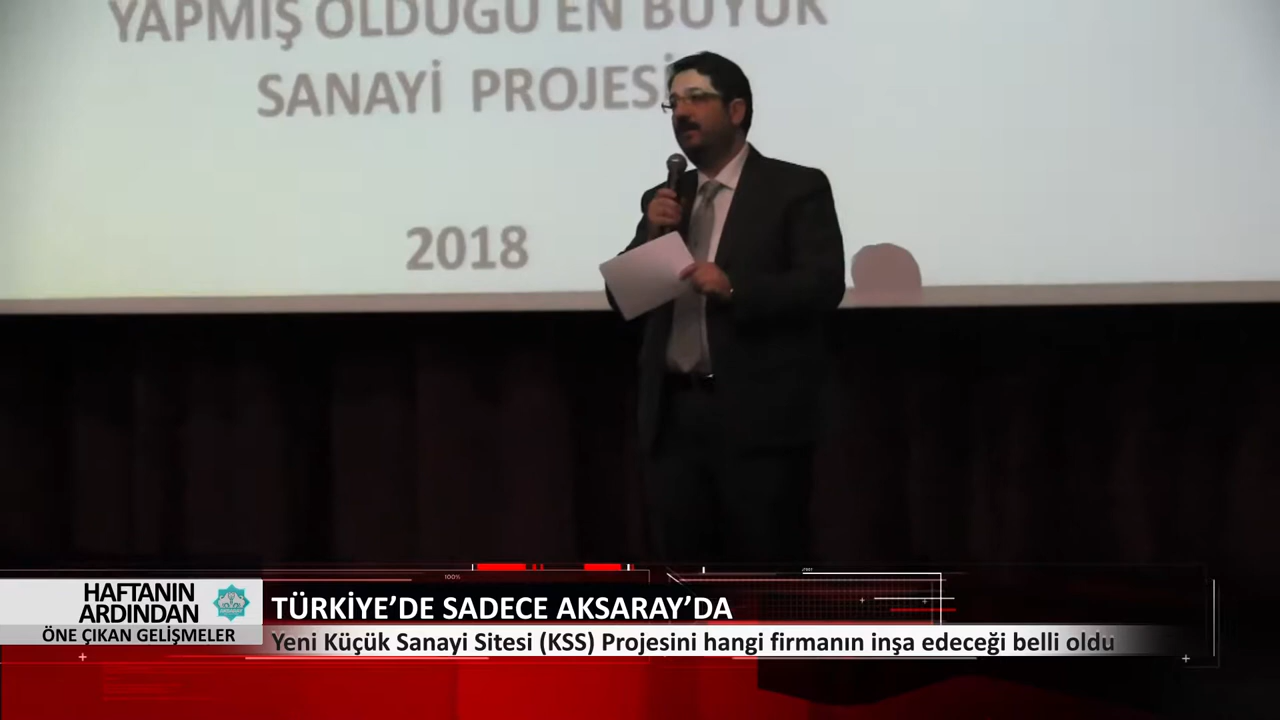 YAPMIŞ OLDUĞU EN BÜYÜK
SANAYİ PROJESİ
2018
HAFTANIN
ARDINDAN
ÖNE ÇIKAN GELİŞMELER
100%
TÜRKİYE'DE SADECE AKSARAY'DA
Yeni Küçük Sanayi Sitesi (KSS) Projesini hangi firmanın inşa edeceği belli oldu